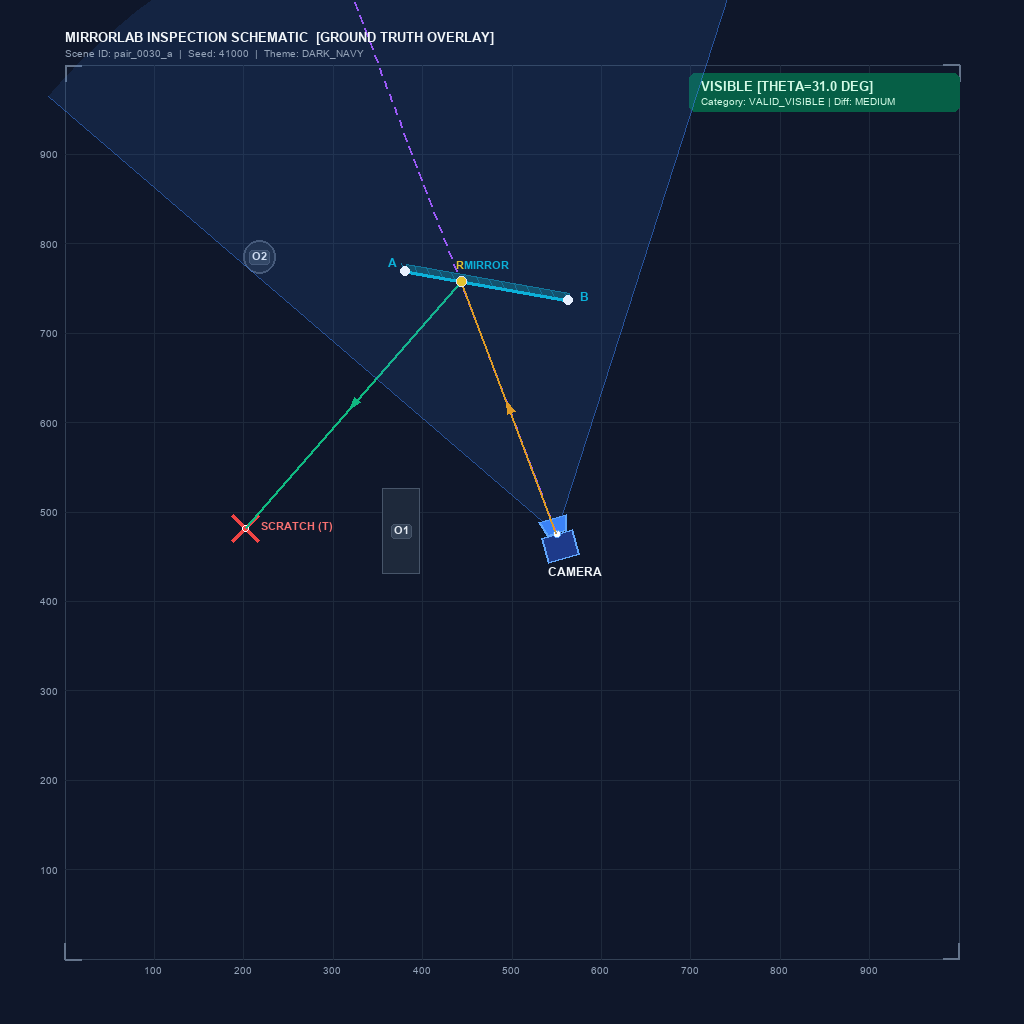 MIRRORLAB INSPECTION SCHEMATIC  [GROUND TRUTH OVERLAY]
Scene ID: pair_0030_a  |  Seed: 41000  |  Theme: DARK_NAVY
VISIBLE [THETA=31.0 DEG]
Category: VALID_VISIBLE | Diff: MEDIUM
900
800
O2
A
R
MIRROR
B
700
600
500
SCRATCH (T)
O1
CAMERA
400
300
200
100
100 200 300 400 500 600 700 800 900